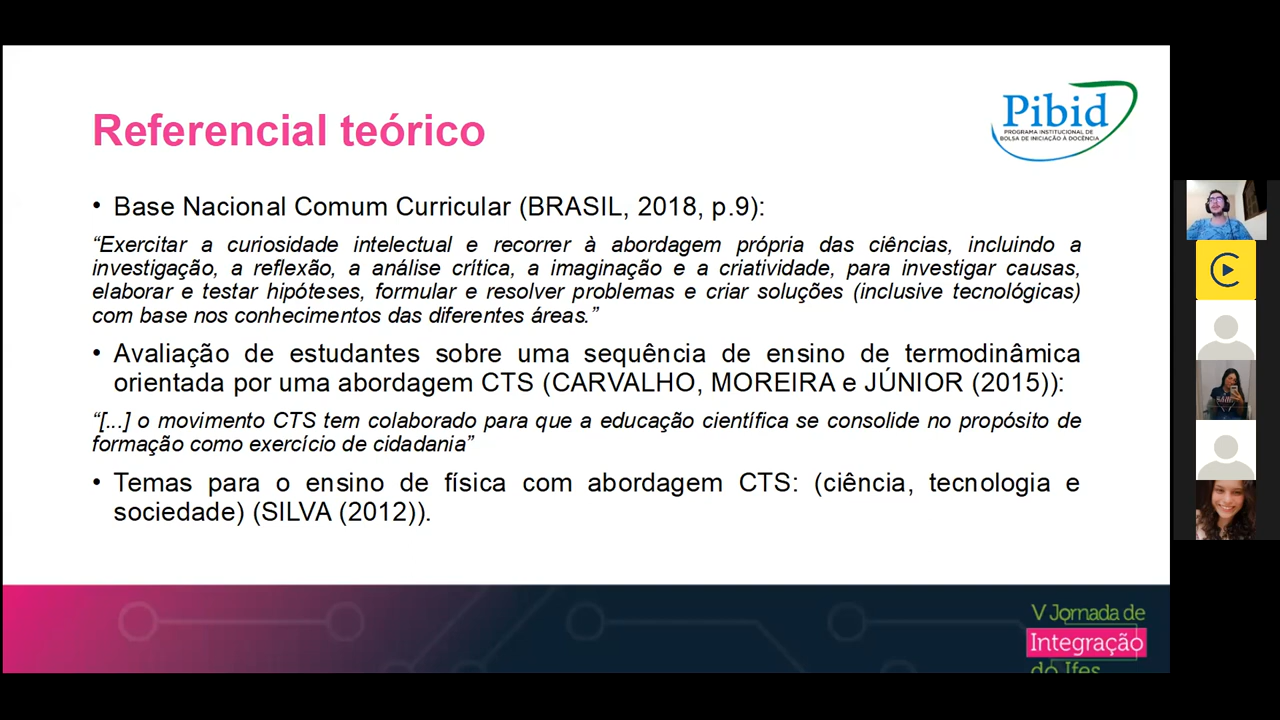 Referencial teórico
Pibid
PROGRAMA INSTITUCIONAL DE
BOLSA DE INICIAÇÃO À DOCÊNCIA
• Base Nacional Comum Curricular (BRASIL, 2018, p.9):
“Exercitar a curiosidade intelectual e recorrer à abordagem própria das ciências, incluindo a
investigação, a reflexão, a análise crítica, a imaginação e a criatividade, para investigar causas,
elaborar e testar hipóteses, formular e resolver problemas e criar soluções (inclusive tecnológicas)
com base nos conhecimentos das diferentes áreas.”
• Avaliação de estudantes sobre uma sequência de ensino de termodinâmica
orientada por uma abordagem CTS (CARVALHO, MOREIRA e JÚNIOR (2015)):
“[...] o movimento CTS tem colaborado para que a educação científica se consolide no propósito de
formação como exercício de cidadania”
• Temas para o ensino de física com abordagem CTS: (ciência, tecnologia e
sociedade) (SILVA (2012)).
V Jornada de
Integração
do Ifes